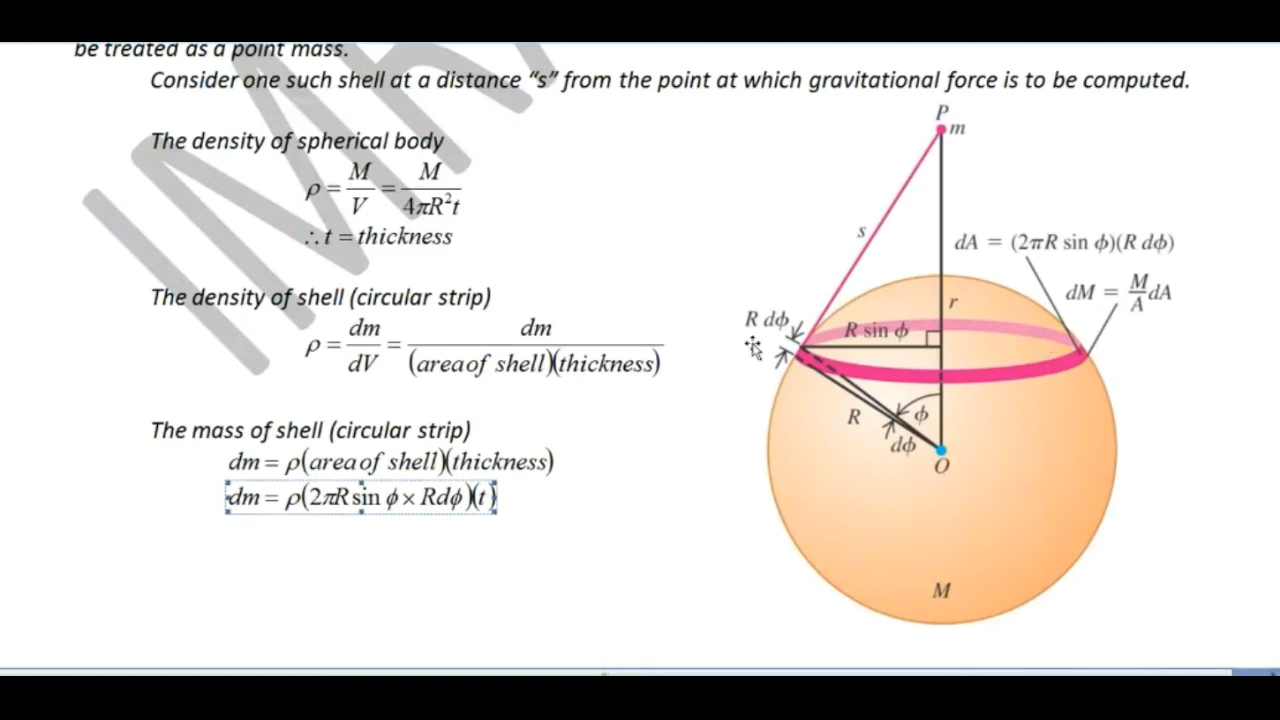 be treated as a point mass.
Consider one such shell at a distance “s” from the point at which gravitational force is to be computed.
The density of spherical body
ρ = M/V = M/4πR²t
∴ t = thickness
The density of shell (circular strip)
ρ = dm/dV = dm/(area of shell)(thickness)
The mass of shell (circular strip)
dm = ρ(area of shell)(thickness)
dm = ρ(2πR sin ϕ × Rdϕ)(t)
P
m
s
dA = (2πR sin ϕ)(R dϕ)
dM = M/A dA
r
R dϕ
R sin ϕ
R
ϕ
dϕ
O
M